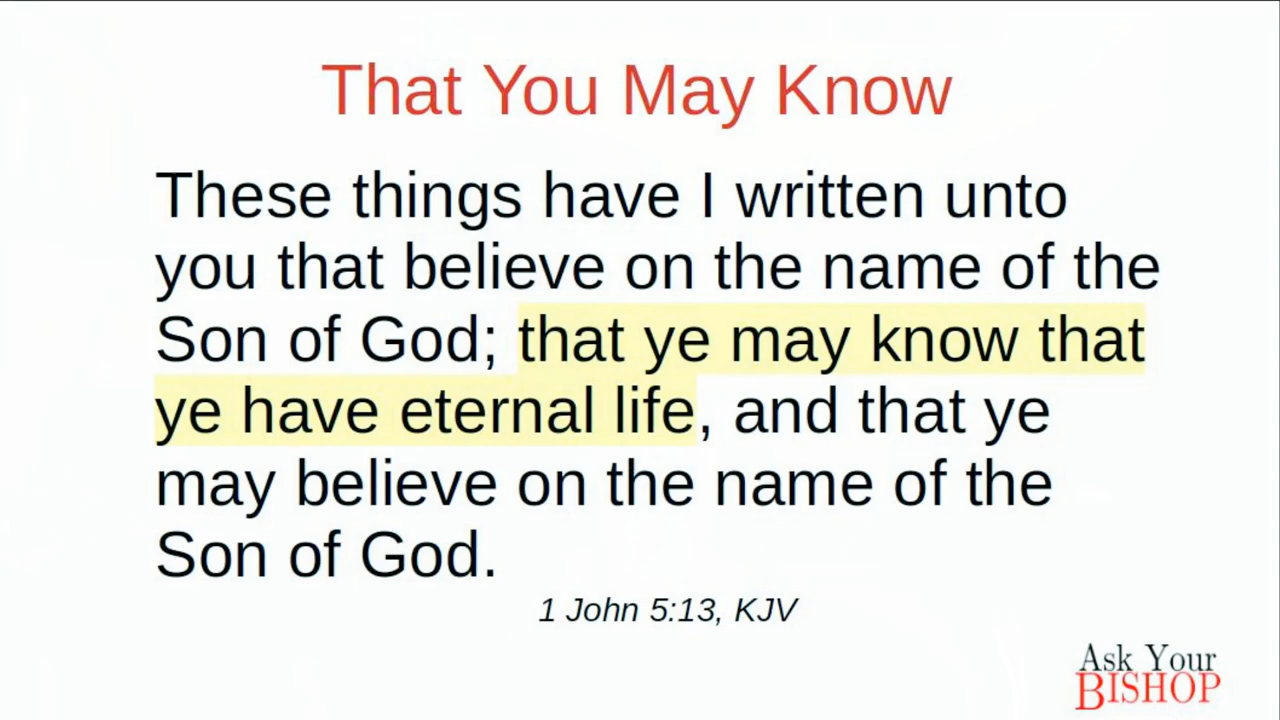 That You May Know
These things have I written unto
you that believe on the name of the
Son of God; that ye may know that
ye have eternal life, and that ye
may believe on the name of the
Son of God.
1 John 5:13, KJV
Ask Your
BISHOP